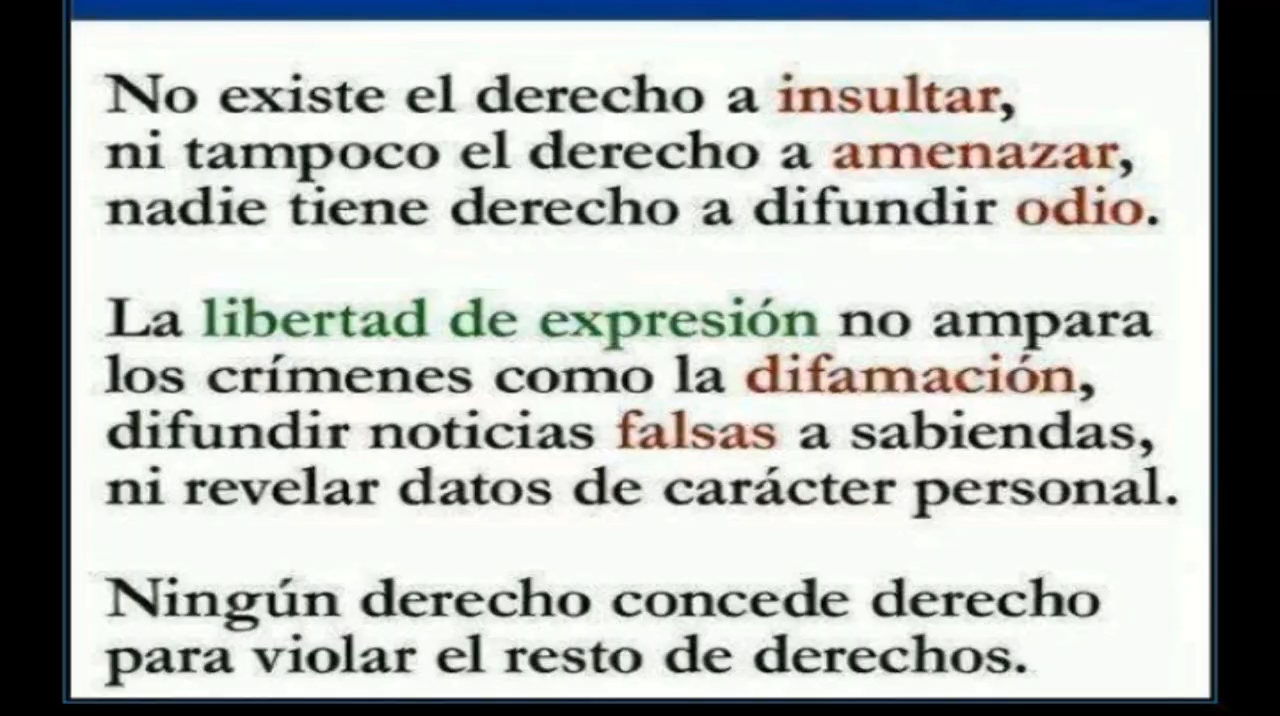 No existe el derecho a insultar,
ni tampoco el derecho a amenazar,
nadie tiene derecho a difundir odio.
La libertad de expresión no ampara
los crímenes como la difamación,
difundir noticias falsas a sabiendas,
ni revelar datos de carácter personal.
Ningún derecho concede derecho
para violar el resto de derechos.